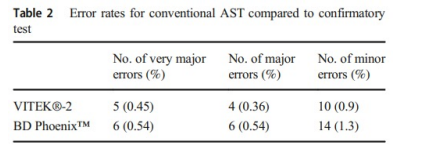 Table 2 Error rates for conventional AST compared to confirmatory
test
No. of very major errors (%) No. of major errors (%) No. of minor errors (%)
VITEK®-2 5 (0.45) 4 (0.36) 10 (0.9)
BD Phoenix™ 6 (0.54) 6 (0.54) 14 (1.3)